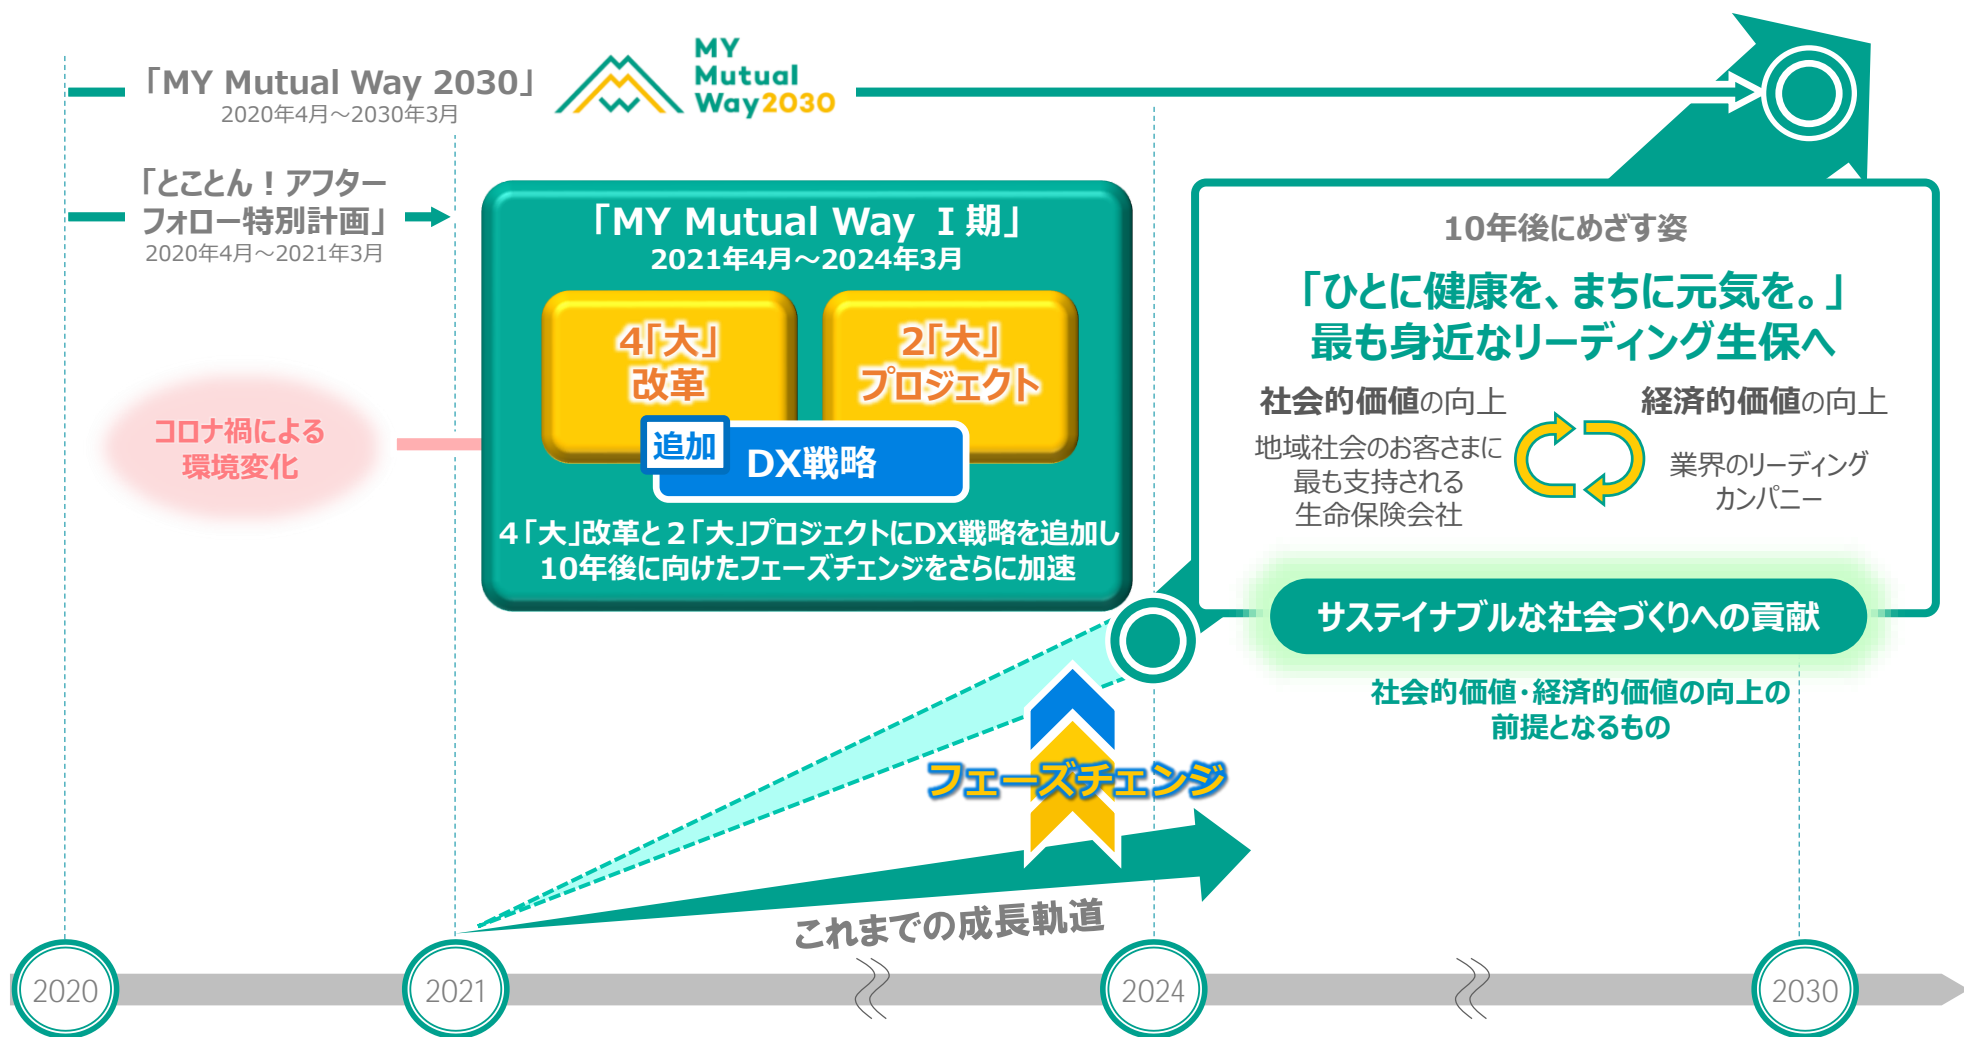 「MY Mutual Way 2030」
2020年4月～2030年3月
MY
Mutual
Way2030
「とことん！アフター
フォロー特別計画」
2020年4月～2021年3月
コロナ禍による
環境変化
「MY Mutual Way Ⅰ期」
2021年4月～2024年3月
4「大」
改革
2「大」
プロジェクト
追加
DX戦略
4「大」改革と2「大」プロジェクトにDX戦略を追加し
10年後に向けたフェーズチェンジをさらに加速
10年後にめざす姿
「ひとに健康を、まちに元気を。」
最も身近なリーディング生保へ
社会的価値の向上
地域社会のお客さまに
最も支持される
生命保険会社
経済的価値の向上
業界のリーディング
カンパニー
サステイナブルな社会づくりへの貢献
社会的価値・経済的価値の向上の
前提となるもの
フェーズチェンジ
これまでの成長軌道
2020
2021
2024
2030